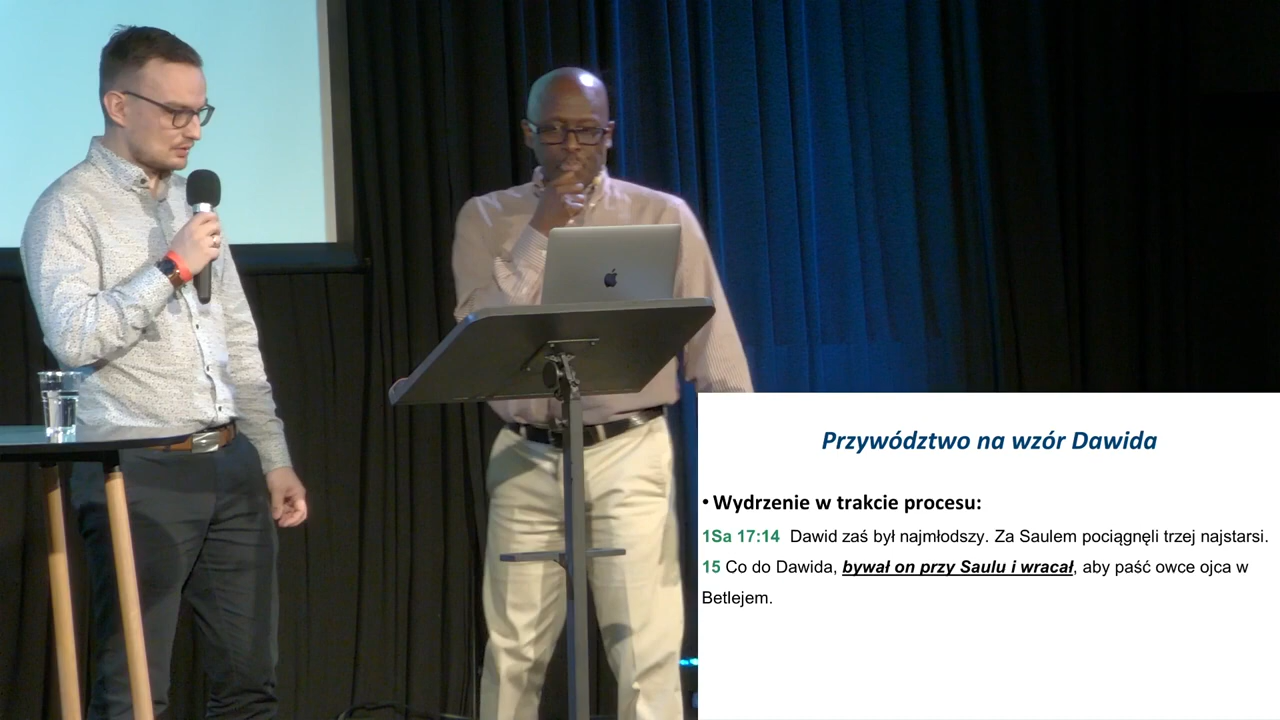 Przywództwo na wzór Dawida
• Wydrzenie w trakcie procesu:
1Sa 17:14 Dawid zaś był najmłodszy. Za Saulem pociągnęli trzej najstarsi.
15 Co do Dawida, bywał on przy Saulu i wracał, aby paść owce ojca w
Betlejem.